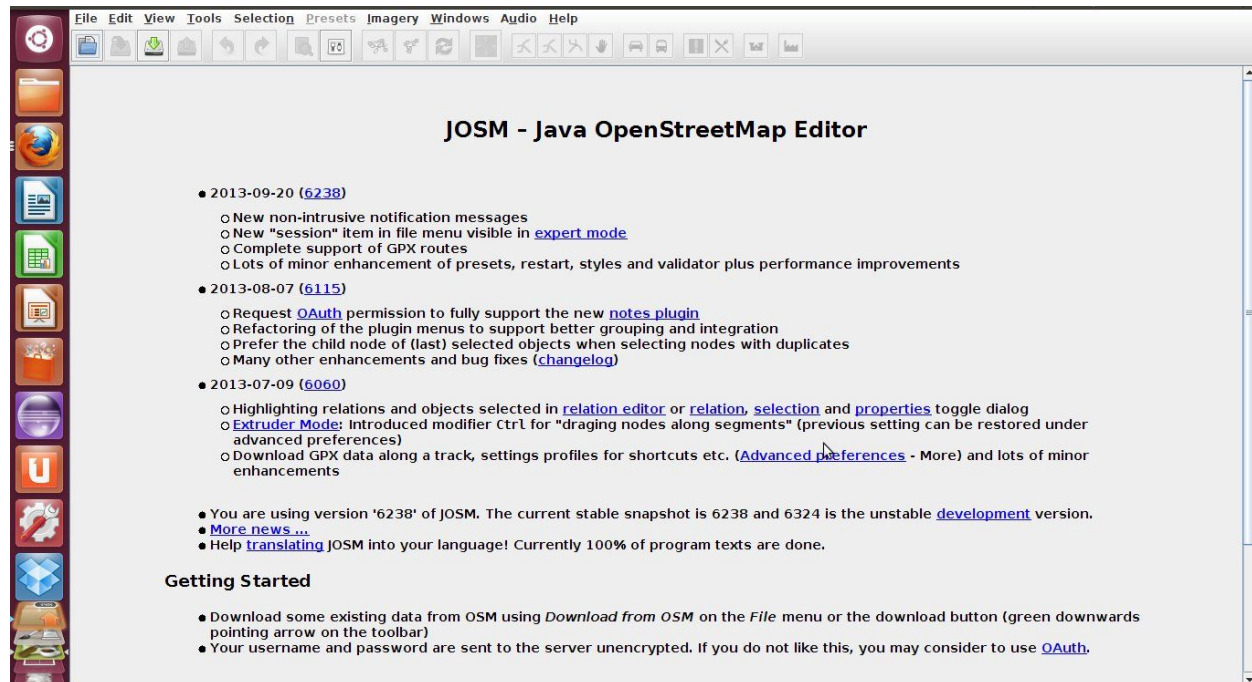 File Edit View Tools Selection Presets Imagery Windows Audio Help
JOSM – Java OpenStreetMap Editor
2013-09-20 (6238)
New non-intrusive notification messages
New "session" item in file menu visible in expert mode
Complete support of GPX routes
Lots of minor enhancement of presets, restart, styles and validator plus performance improvements
2013-08-07 (6115)
Request OAuth permission to fully support the new notes plugin
Refactoring of the plugin menus to support better grouping and integration
Prefer the child node of (last) selected objects when selecting nodes with duplicates
Many other enhancements and bug fixes (changelog)
2013-07-09 (6060)
Highlighting relations and objects selected in relation editor or relation, selection and properties toggle dialog
Extruder Mode: Introduced modifier Ctrl for "draging nodes along segments" (previous setting can be restored under
advanced preferences)
Download GPX data along a track, settings profiles for shortcuts etc. (Advanced preferences - More) and lots of minor
enhancements
You are using version '6238' of JOSM. The current stable snapshot is 6238 and 6324 is the unstable development version.
More news ...
Help translating JOSM into your language! Currently 100% of program texts are done.
Getting Started
Download some existing data from OSM using Download from OSM on the File menu or the download button (green downwards
pointing arrow on the toolbar)
Your username and password are sent to the server unencrypted. If you do not like this, you may consider to use OAuth.